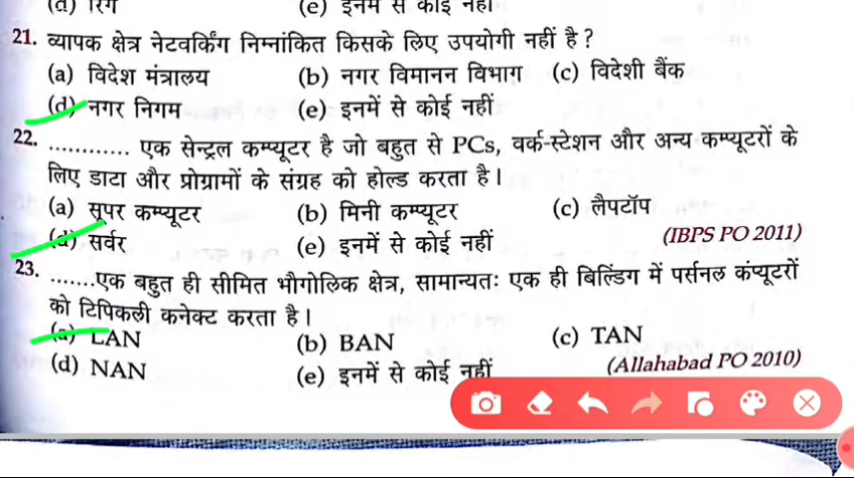 (d) रिंग (e) इनमें से कोई नहीं
21. व्यापक क्षेत्र नेटवर्किंग निम्नांकित किसके लिए उपयोगी नहीं है?
(a) विदेश मंत्रालय (b) नगर विमानन विभाग (c) विदेशी बैंक
(d) नगर निगम (e) इनमें से कोई नहीं
22. ............ एक सेन्ट्रल कम्प्यूटर है जो बहुत से PCs, वर्क-स्टेशन और अन्य कम्प्यूटरों के
लिए डाटा और प्रोग्रामों के संग्रह को होल्ड करता है।
(a) सूपर कम्प्यूटर (b) मिनी कम्प्यूटर (c) लैपटॉप
(d) सर्वर (e) इनमें से कोई नहीं (IBPS PO 2011)
23. .......एक बहुत ही सीमित भौगोलिक क्षेत्र, सामान्यतः एक ही बिल्डिंग में पर्सनल कंप्यूटरों
को टिपिकली कनेक्ट करता है।
(a) LAN (b) BAN (c) TAN
(d) NAN (e) इनमें से कोई नहीं (Allahabad PO 2010)